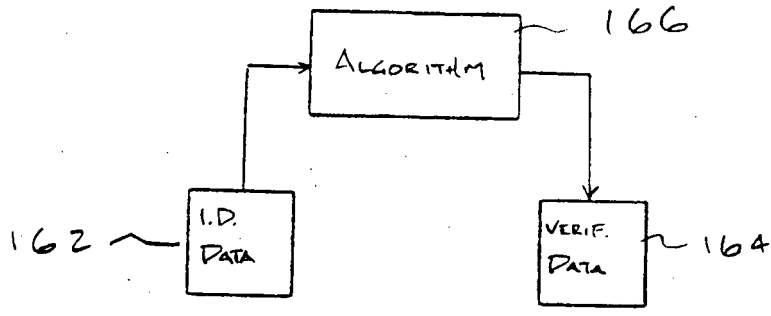 166
ALGORITHM
I.D.
DATA
162
VERIF.
DATA
164